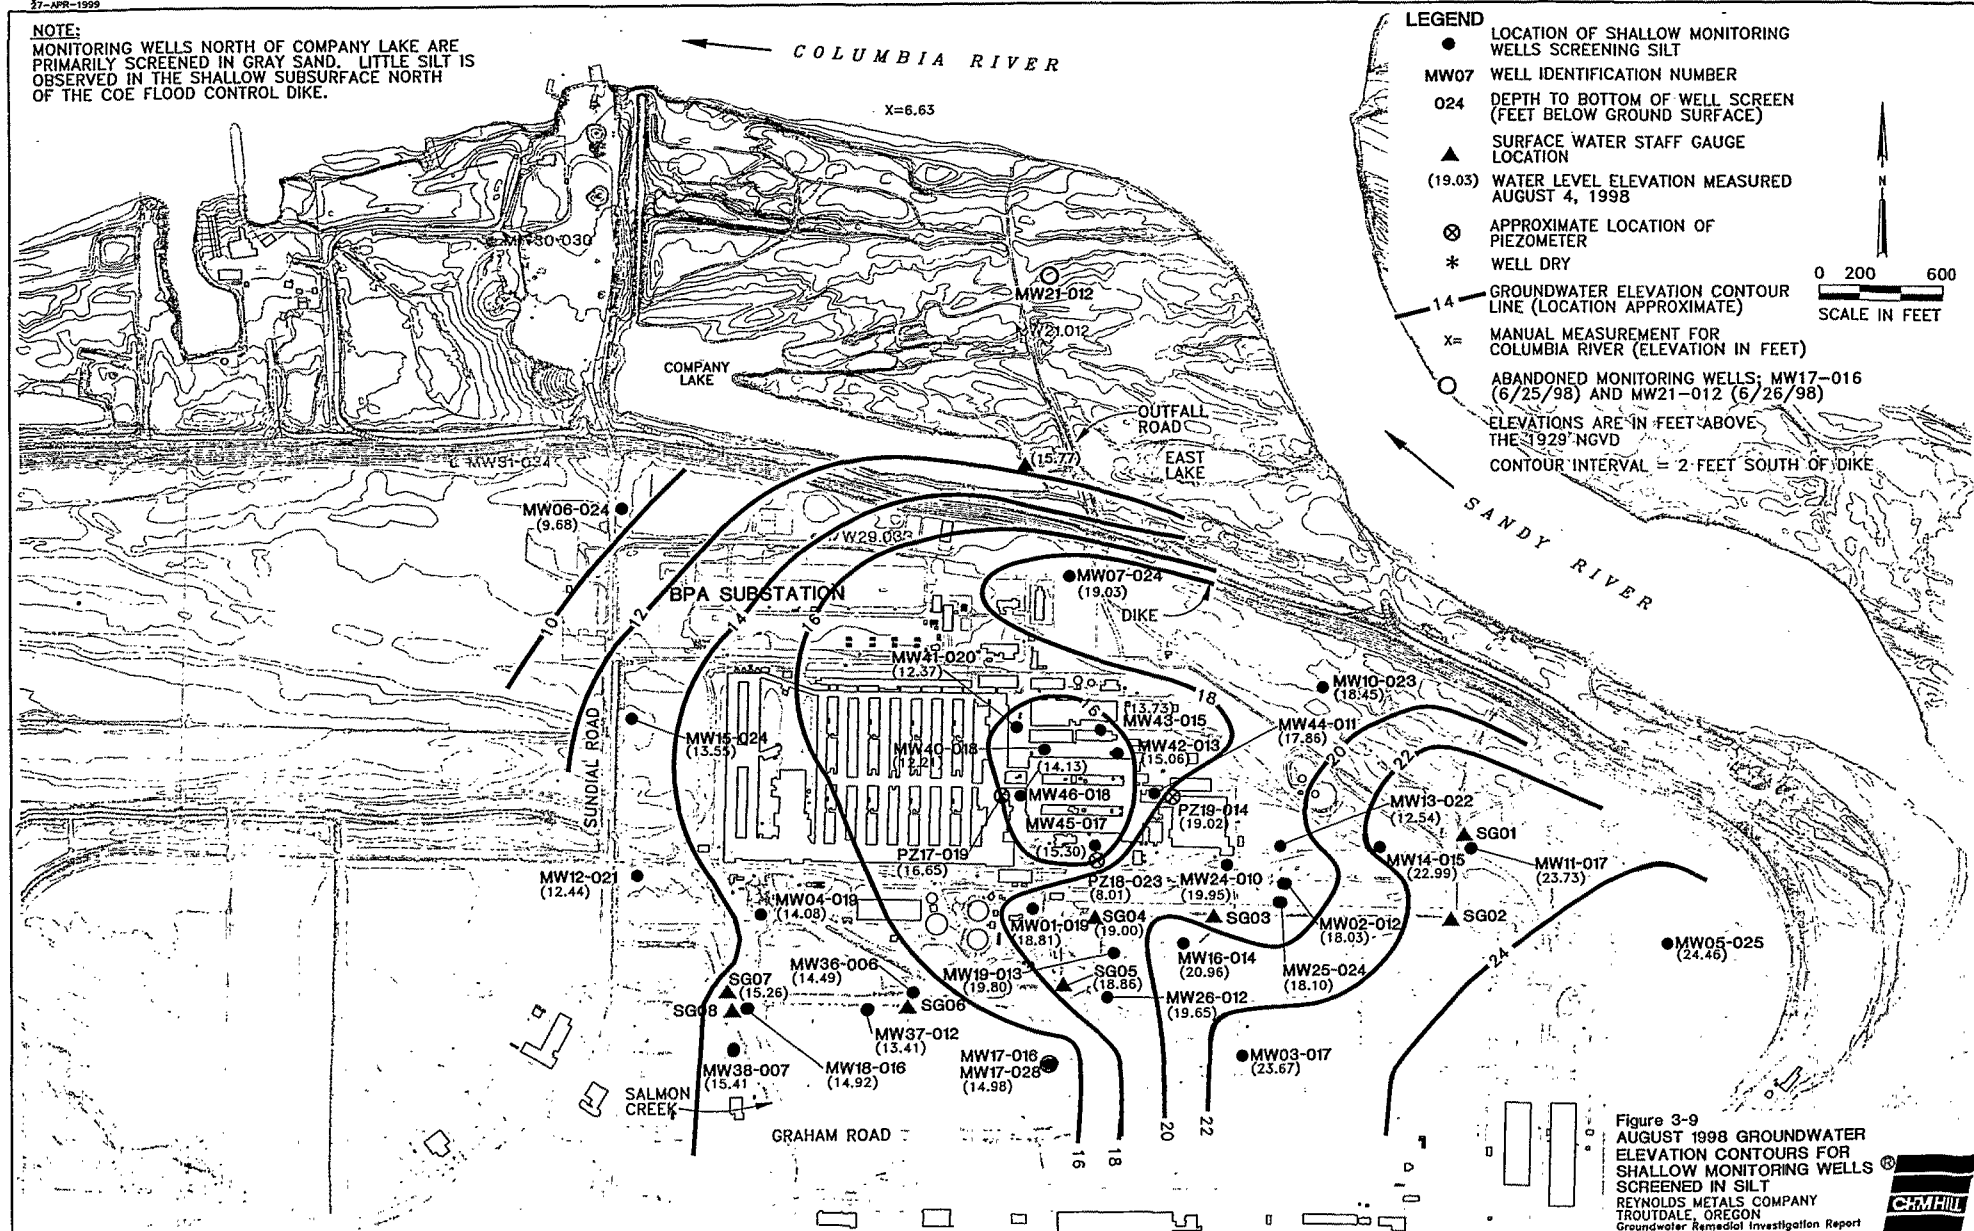 27-APR-1999
NOTE:
MONITORING WELLS NORTH OF COMPANY LAKE ARE
PRIMARILY SCREENED IN GRAY SAND. LITTLE SILT IS
OBSERVED IN THE SHALLOW SUBSURFACE NORTH
OF THE COE FLOOD CONTROL DIKE.
COLUMBIA RIVER
X=6.63
LEGEND
LOCATION OF SHALLOW MONITORING
WELLS SCREENING SILT
MW07 WELL IDENTIFICATION NUMBER
024 DEPTH TO BOTTOM OF WELL SCREEN
(FEET BELOW GROUND SURFACE)
SURFACE WATER STAFF GAUGE
LOCATION
(19.03) WATER LEVEL ELEVATION MEASURED
AUGUST 4, 1998
APPROXIMATE LOCATION OF
PIEZOMETER
* WELL DRY
14 GROUNDWATER ELEVATION CONTOUR
LINE (LOCATION APPROXIMATE)
X= MANUAL MEASUREMENT FOR
COLUMBIA RIVER (ELEVATION IN FEET)
ABANDONED MONITORING WELLS; MW17-016
(6/25/98) AND MW21-012 (6/26/98)
ELEVATIONS ARE IN FEET ABOVE
THE 1929 NGVD
CONTOUR INTERVAL = 2 FEET SOUTH OF DIKE
N
0 200 600
SCALE IN FEET
MW30-030
MW21-012
COMPANY
LAKE
OUTFALL
ROAD
(15.77)
EAST
LAKE
SANDY RIVER
MW06-024
(9.68)
BPA SUBSTATION
MW07-024
(19.03)
DIKE
10
12
14
16
18
MW41-020
(12.37)
MW10-023
(18.45)
SUNDIAL ROAD
MW15-024
(13.55)
16
(13.73)
MW43-015
MW44-011
(17.86)
20
22
MW40-018
MW42-013
(15.06)
(14.13)
MW46-018
PZ19-014
(19.02)
MW13-022
(12.54)
MW45-017
(15.30)
SG01
PZ17-019
(16.65)
MW14-015
(22.99)
MW11-017
(23.73)
MW12-021
(12.44)
PZ18-023
(8.01)
MW24-010
(19.95)
MW04-019
(14.08)
MW01-019
(18.81)
SG04
(19.00)
SG03
MW02-012
(18.03)
SG02
24
MW05-025
(24.46)
MW36-006
(14.49)
MW19-013
(19.80)
SG05
(18.86)
MW16-014
(20.96)
MW25-024
(18.10)
SG07
(15.26)
SG08
SG06
MW26-012
(19.65)
MW37-012
(13.41)
MW38-007
(15.41
MW18-016
(14.92)
MW17-016
MW17-028
(14.98)
MW03-017
(23.67)
SALMON
CREEK
GRAHAM ROAD
16
18
20
22
Figure 3-9
AUGUST 1998 GROUNDWATER
ELEVATION CONTOURS FOR
SHALLOW MONITORING WELLS
SCREENED IN SILT
REYNOLDS METALS COMPANY
TROUTDALE, OREGON
Groundwater Remedial Investigation Report
®
CH2MHILL